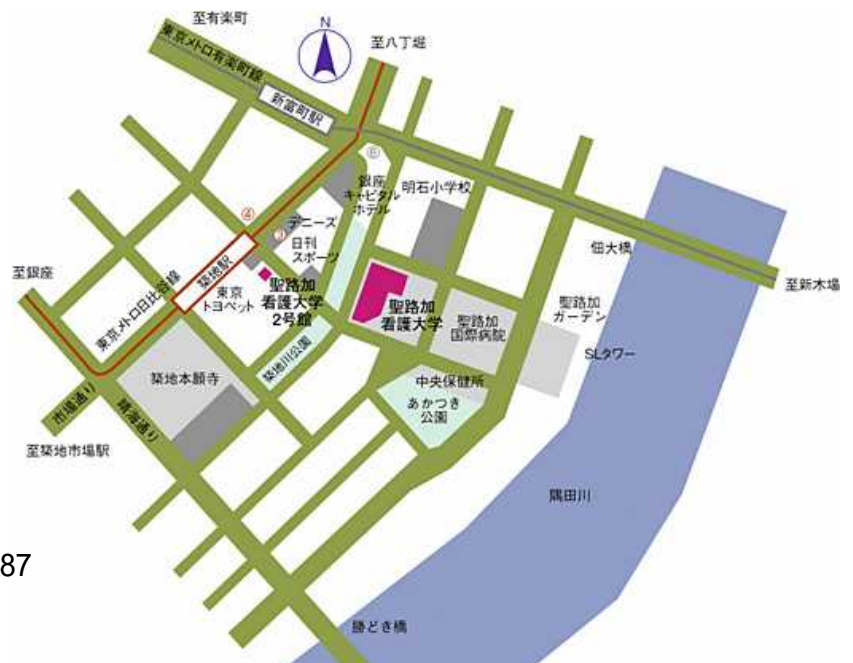 至有楽町
N
至八丁堀
東京メトロ有楽町線
新富町駅
⑥
銀座
キャピタル
ホテル
明石小学校
④
③
デニーズ
日刊
スポーツ
佃大橋
至新木場
至銀座
東京メトロ日比谷線
築地駅
東京
トヨペット
聖路加
看護大学
2号館
聖路加
看護大学
聖路加
国際病院
聖路加
ガーデン
SLタワー
築地川公園
築地本願寺
中央保健所
あかつき
公園
市場通り
晴海通り
至築地市場駅
隅田川
87
勝どき橋